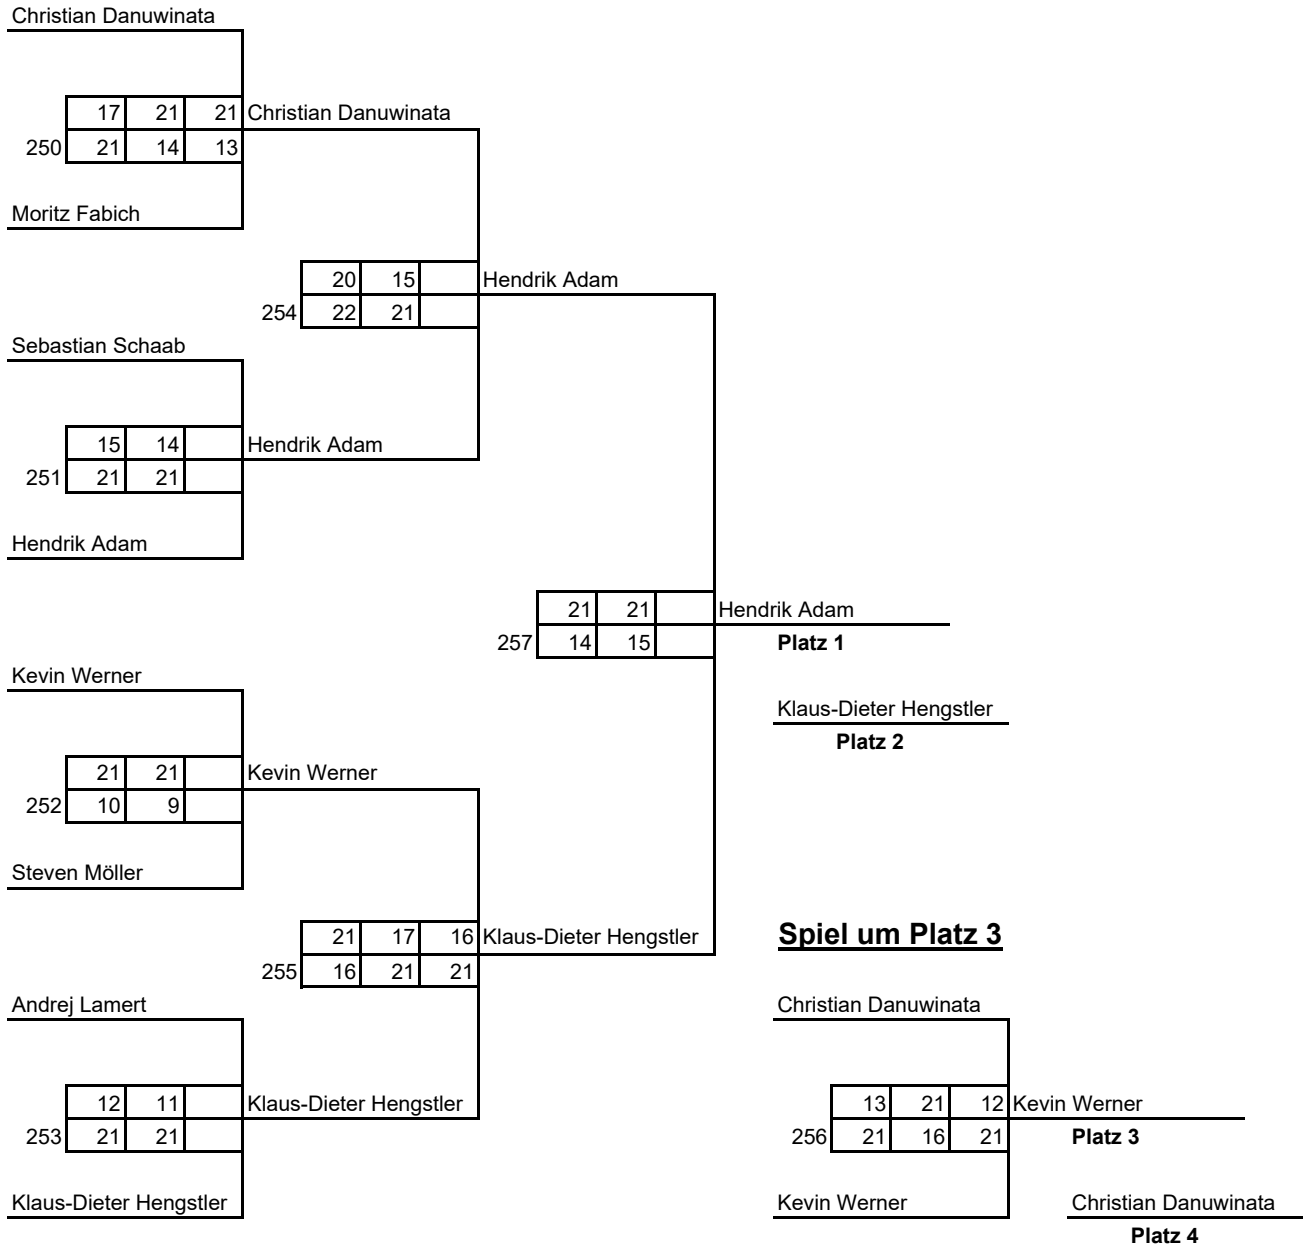 Christian Danuwinata
17 21 21 Christian Danuwinata
250 21 14 13
Moritz Fabich
20 15 Hendrik Adam
254 22 21
Sebastian Schaab
15 14 Hendrik Adam
251 21 21
Hendrik Adam
21 21 Hendrik Adam
257 14 15 Platz 1
Kevin Werner
Klaus-Dieter Hengstler
Platz 2
21 21 Kevin Werner
252 10 9
Steven Möller
21 17 16 Klaus-Dieter Hengstler Spiel um Platz 3
255 16 21 21
Andrej Lamert Christian Danuwinata
12 11 Klaus-Dieter Hengstler 13 21 12 Kevin Werner
253 21 21 256 21 16 21 Platz 3
Klaus-Dieter Hengstler Kevin Werner Christian Danuwinata
Platz 4